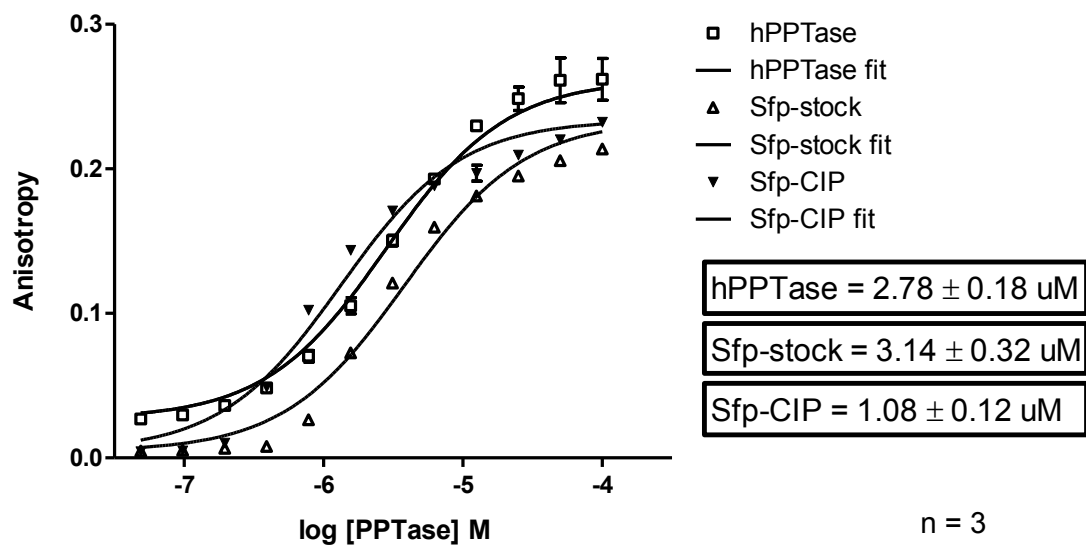 0.3
0.2
0.1
0.0
Anisotropy
-7
-6
-5
-4
log [PPTase] M
hPPTase
hPPTase fit
Sfp-stock
Sfp-stock fit
Sfp-CIP
Sfp-CIP fit
hPPTase = 2.78 ± 0.18 uM
Sfp-stock = 3.14 ± 0.32 uM
Sfp-CIP = 1.08 ± 0.12 uM
n = 3